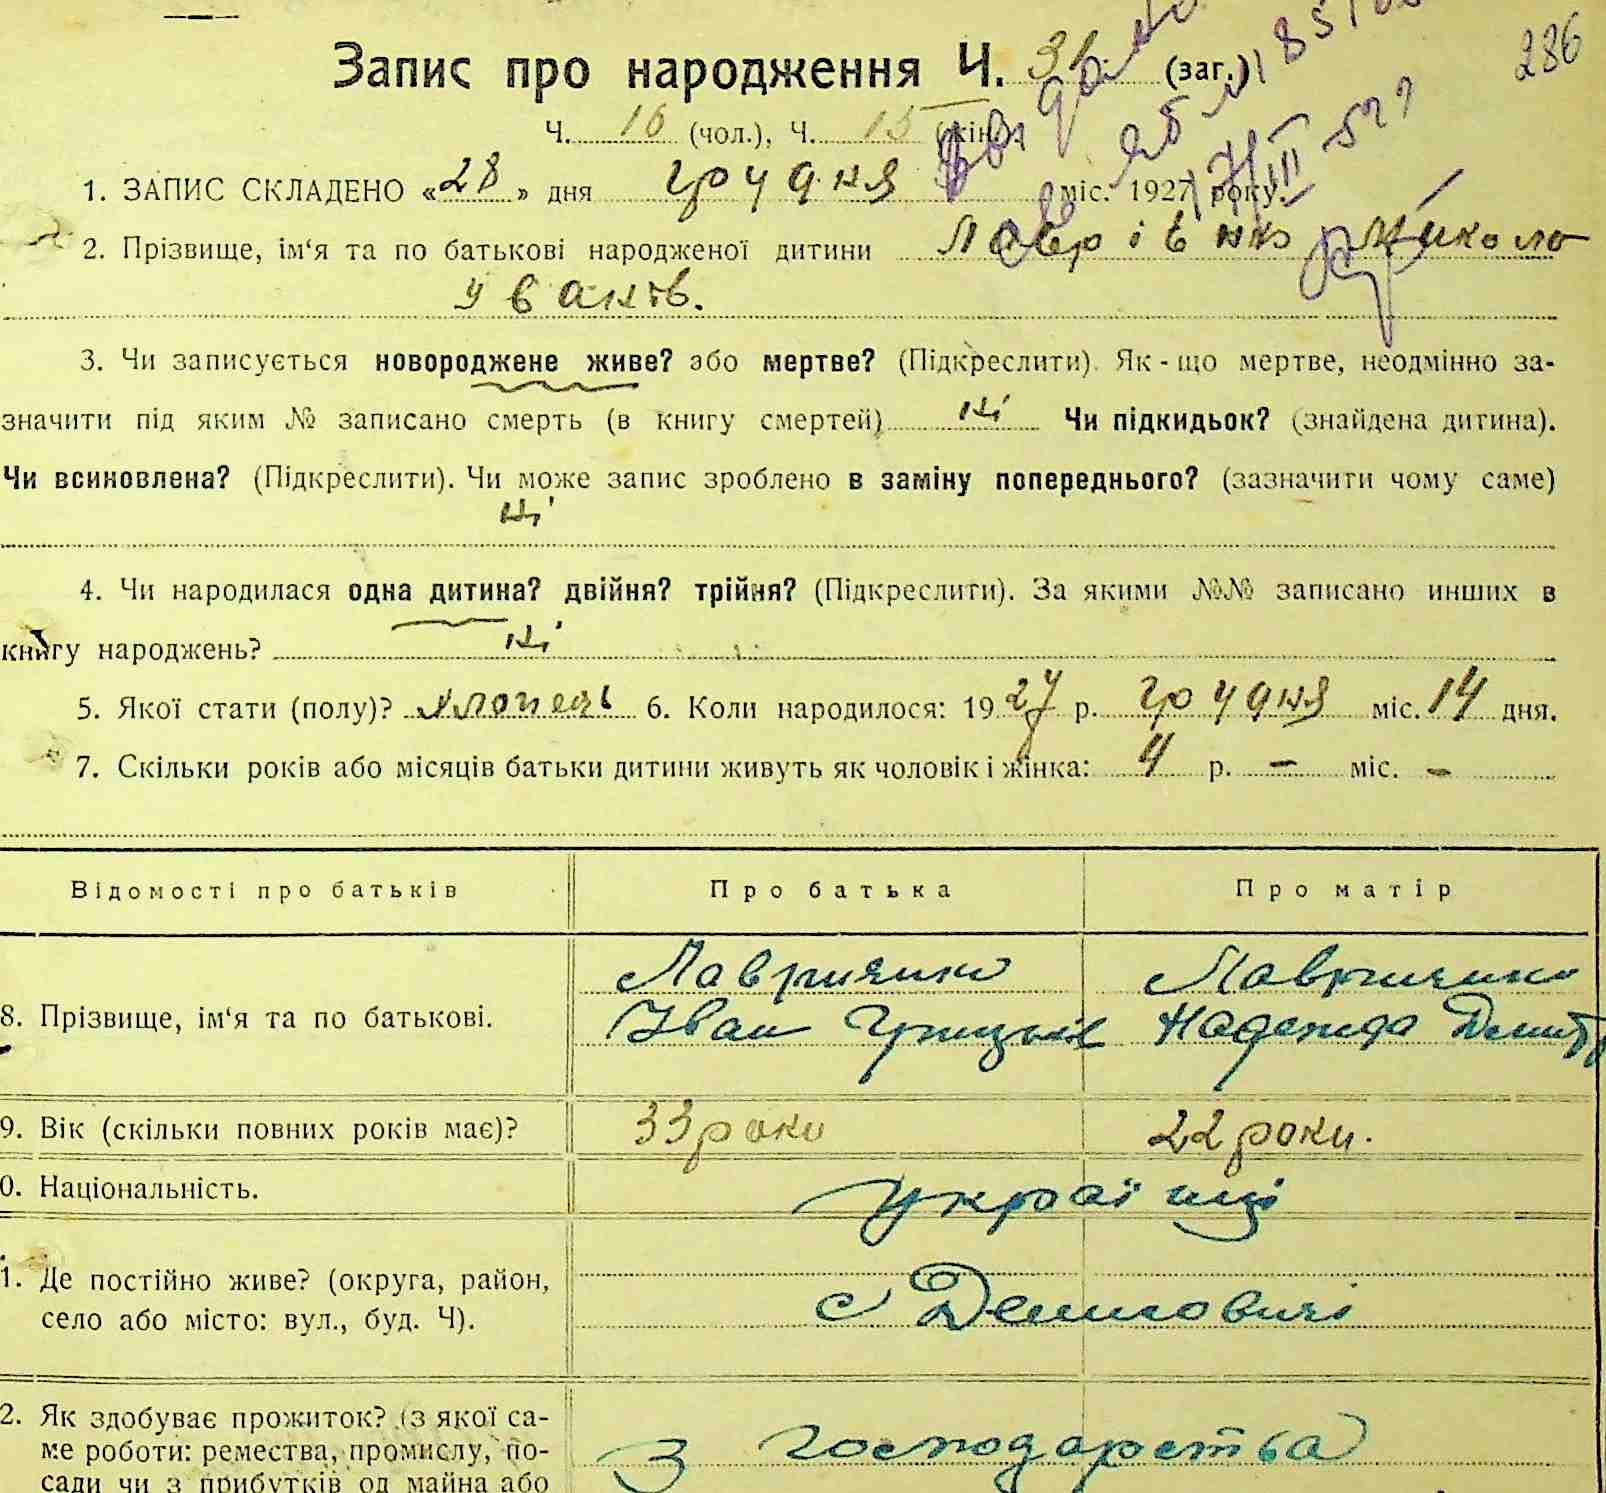 286
Запис про народження Ч. 31 (заг.)
Ч. 16 (чол.), Ч. 15 (жін.)
1. ЗАПИС СКЛАДЕНО «28» дня грудня міс. 1927 року.
2. Прізвище, ім'я та по батькові народженої дитини Лавріенко Микола
Іванів.
3. Чи записується новороджене живе? або мертве? (Підкреслити). Як-що мертве, неодмінно за-
значити під яким № записано смерть (в книгу смертей) ні Чи підкидьок? (знайдена дитина).
Чи всиновлена? (Підкреслити). Чи може запис зроблено в заміну попереднього? (зазначити чому саме)
ні
4. Чи народилася одна дитина? двійня? трійня? (Підкреслити). За якими №№ записано инших в
книгу народжень? ні
5. Якої стати (полу)? хлопець 6. Коли народилося: 1927 р. грудня міс. 14 дня.
7. Скільки років або місяців батьки дитини живуть як чоловік і жінка: 4 р. – міс. –
Відомості про батьків Про батька Про матір
8. Прізвище, ім'я та по батькові.
Іван Грицьків Надежда
9. Вік (скільки повних років має)? 33 роки 22 роки.
0. Національність. Українці
1. Де постійно живе? (округа, район,
село або місто: вул., буд. Ч). с
2. Як здобуває прожиток? (з якої са-
ме роботи: ремества, промислу, по- З господарства
сади чи з прибутків од майна або